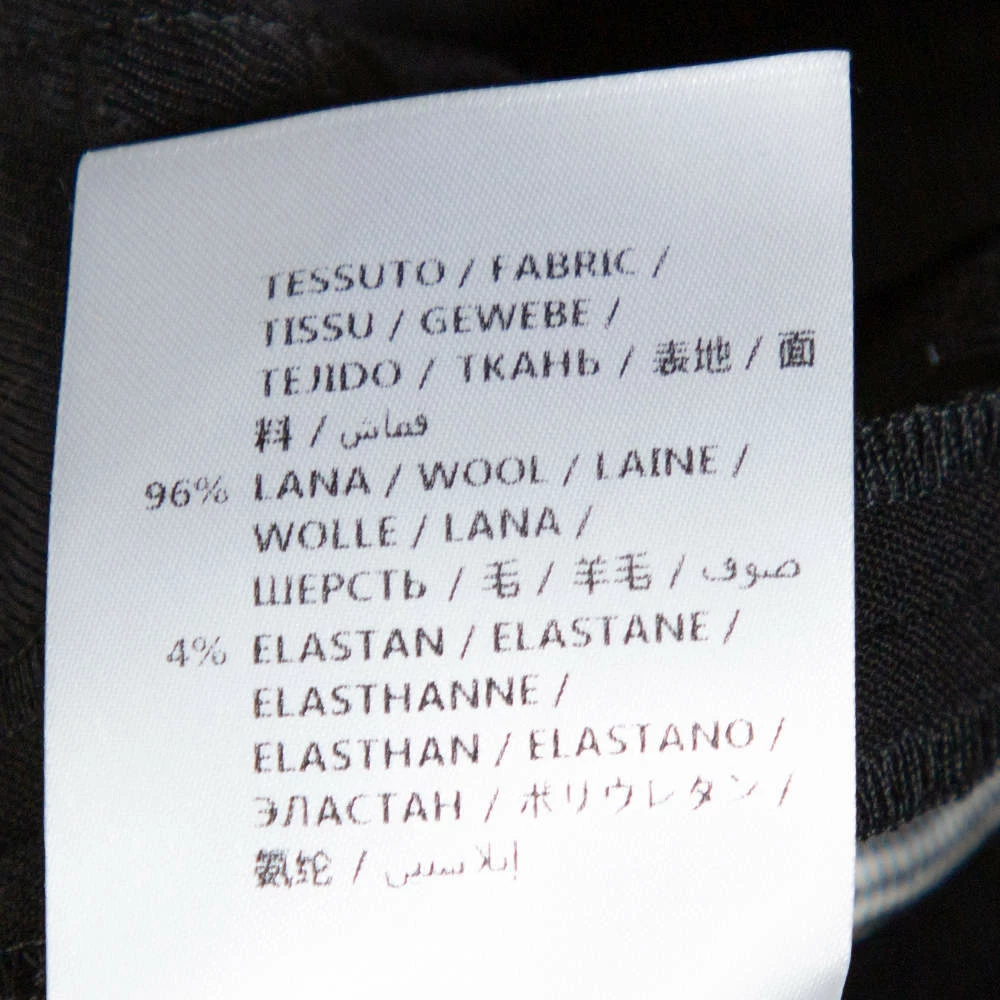 TESSUTO / FABRIC /
TISSU / GEWEBE /
TEJIDO / ТКАНЬ / 表地 / 面
料 / قماش
96% LANA / WOOL / LAINE /
WOLLE / LANA /
ШЕРСТЬ / 毛 / 羊毛 / صوف
4% ELASTAN / ELASTANE /
ELASTHANNE /
ELASTHAN / ELASTANO /
ЭЛАСТАН / ポリウレタン /
氨纶 / إيلاسيس